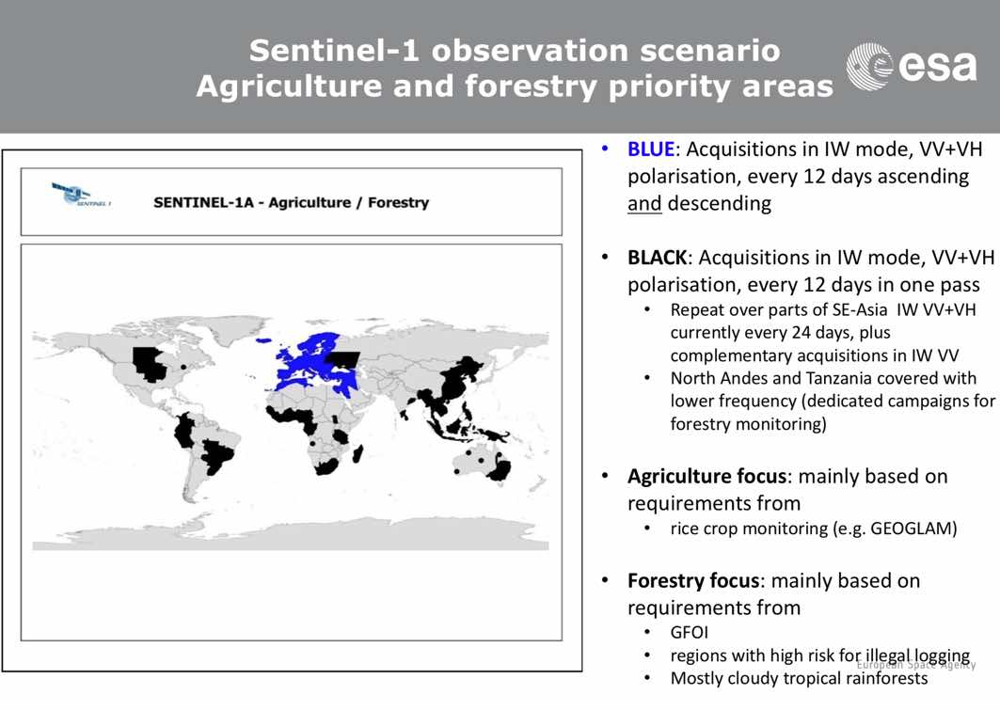 Sentinel-1 observation scenario
Agriculture and forestry priority areas
esa
SENTINEL 1
SENTINEL-1A - Agriculture / Forestry
• BLUE: Acquisitions in IW mode, VV+VH
polarisation, every 12 days ascending
and descending
• BLACK: Acquisitions in IW mode, VV+VH
polarisation, every 12 days in one pass
• Repeat over parts of SE-Asia IW VV+VH
currently every 24 days, plus
complementary acquisitions in IW VV
• North Andes and Tanzania covered with
lower frequency (dedicated campaigns for
forestry monitoring)
• Agriculture focus: mainly based on
requirements from
• rice crop monitoring (e.g. GEOGLAM)
• Forestry focus: mainly based on
requirements from
• GFOI
• regions with high risk for illegal logging
European Space Agency
• Mostly cloudy tropical rainforests